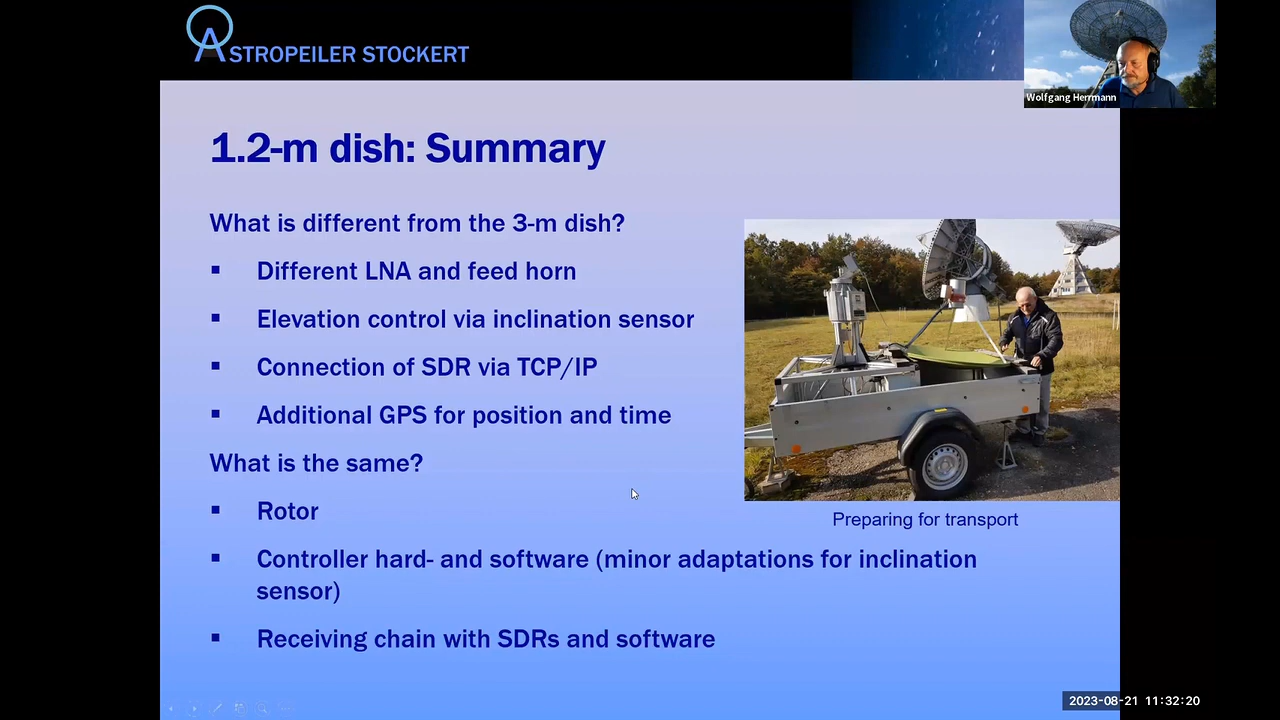 ASTROPEILER STOCKERT
Wolfgang Herrmann
1.2-m dish: Summary
What is different from the 3-m dish?
▪ Different LNA and feed horn
▪ Elevation control via inclination sensor
▪ Connection of SDR via TCP/IP
▪ Additional GPS for position and time
What is the same?
▪ Rotor
Preparing for transport
▪ Controller hard- and software (minor adaptations for inclination
sensor)
▪ Receiving chain with SDRs and software
2023-08-21 11:32:20